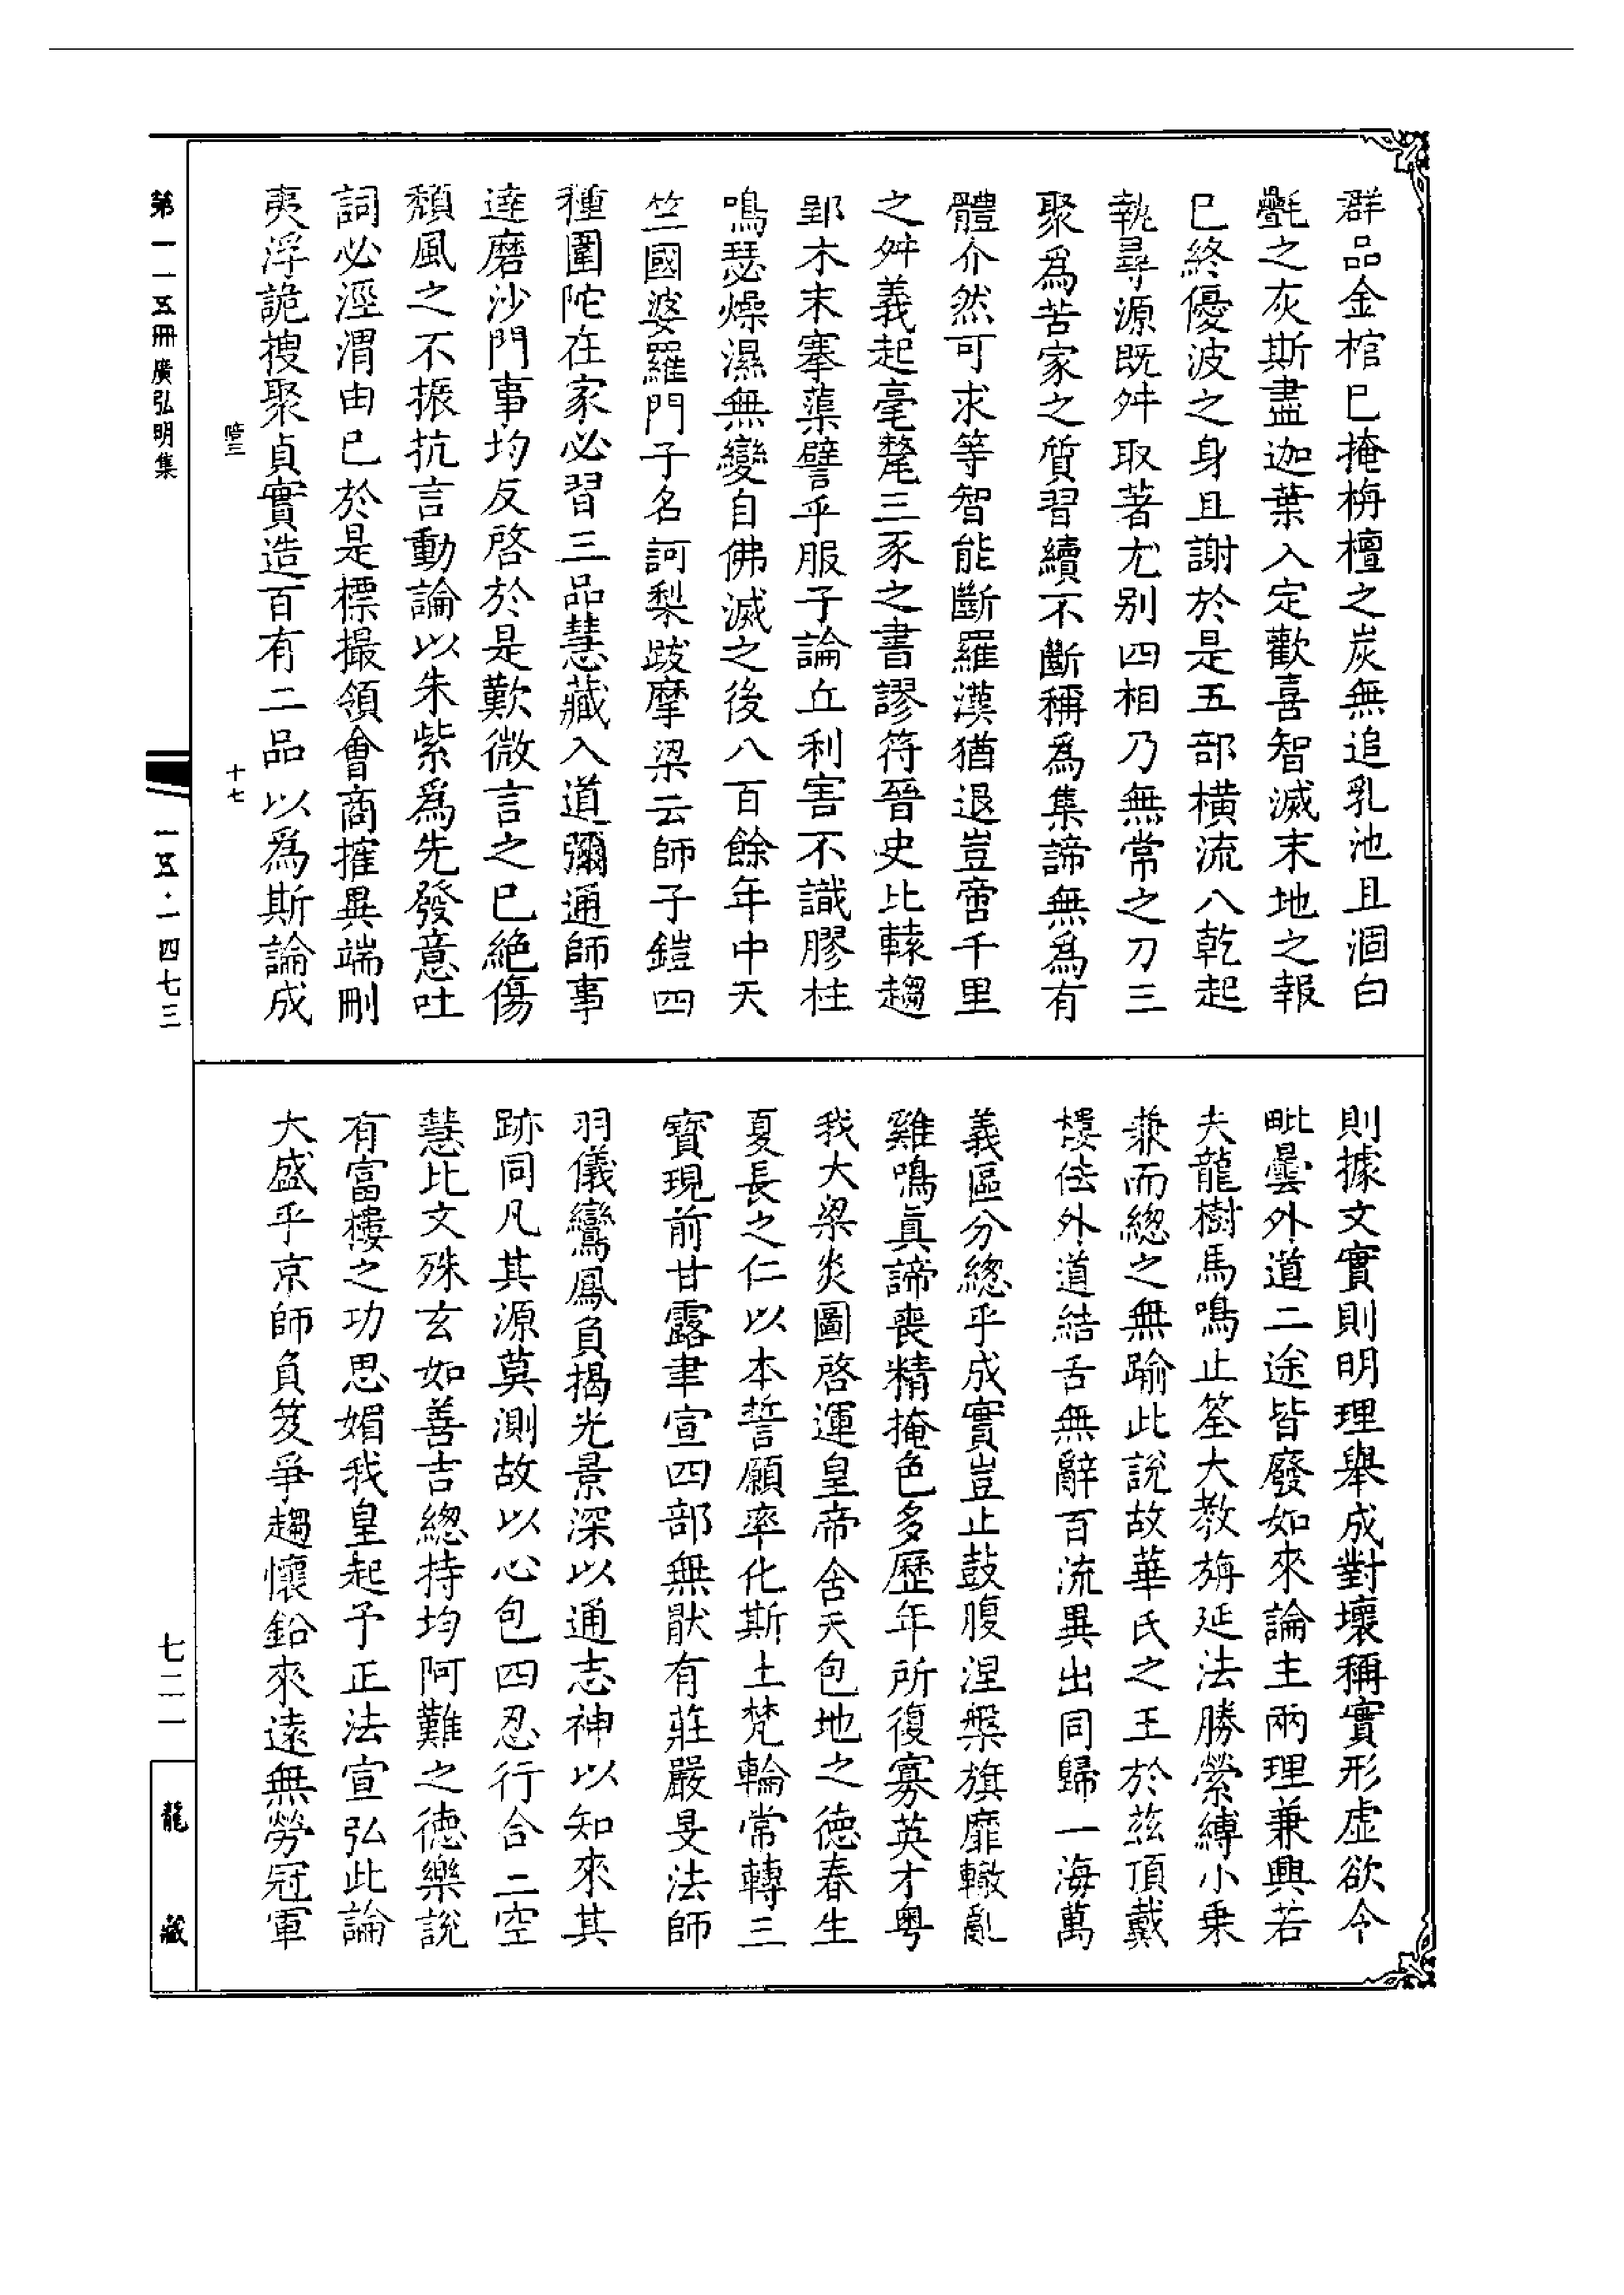 群品金棺已掩栴檀之炭無追乳池且涸白
㲲之灰斯盡迦葉入定歡喜智滅末地之報
已終優波之身且謝於是五部橫流八乾起
執尋源既舛取著尤别四相乃無常之刀三
聚爲苦家之質習續不斷稱爲集諦無爲有
體介然可求等智能斷羅漢猶退豈啻千里
之舛義起毫氂三豕之書謬符晉史比轅趨
郢木末搴蕖譬乎服子論丘利害不識膠柱
鳴瑟燥濕無變自佛滅之後八百餘年中天
竺國婆羅門子名訶梨跋摩梁云師子鎧四
種圍陀在家必習三品慧藏入道彌通師事
達磨沙門事均反啓於是歎微言之已絕傷
頹風之不振抗言動論以朱紫爲先發意吐
詞必涇渭由已於是標撮領會商搉異端刪
夷浮詭搜聚貞實造百有二品以爲斯論成
則據文實則明理舉成對壞稱實形虛欲令
毗曇外道二途皆廢如來論主兩理兼興若
夫龍樹馬鳴止筌大教旃延法勝縈縛小乘
兼而總之無踰此說故華氏之王於兹頂戴
樓佉外道結舌無辭百流異出同歸一海萬
義區分總乎成實豈止鼓腹涅槃旗靡轍亂
雞鳴真諦喪精掩色多歷年所復寡英才粵
我大梁炎圖啓運皇帝含天包地之德春生
夏長之仁以本誓願率化斯土梵輪常轉三
寶現前甘露聿宣四部無猒有莊嚴旻法師
羽儀鸞鳳負揭光景深以通志神以知來其
跡同凡其源莫測故以心包四忍行合二空
慧比文殊玄如善吉總持均阿難之德樂說
有富樓之功思媚我皇起予正法宣弘此論
大盛乎京師負笈爭趨懷鉛來遠無勞冠軍
第一一五冊 廣弘明集
十七
一一五·一四七三
七二一
龍藏